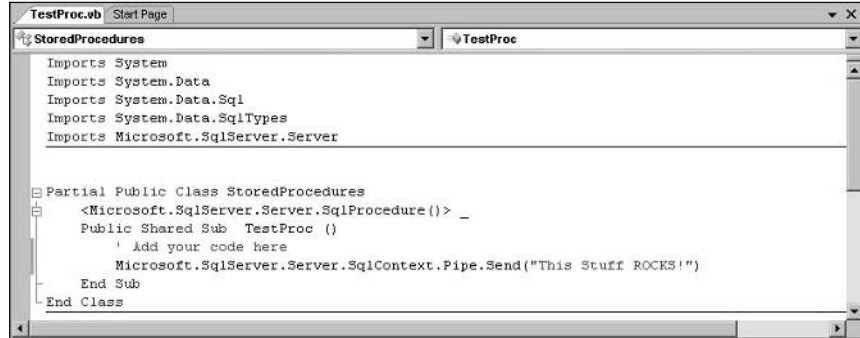 TestProc.vb Start Page
StoredProcedures TestProc
Imports System
Imports System.Data
Imports System.Data.Sql
Imports System.Data.SqlTypes
Imports Microsoft.SqlServer.Server
Partial Public Class StoredProcedures
<Microsoft.SqlServer.Server.SqlProcedure()> _
Public Shared Sub  TestProc ()
' Add your code here
Microsoft.SqlServer.Server.SqlContext.Pipe.Send("This Stuff ROCKS!")
End Sub
End Class